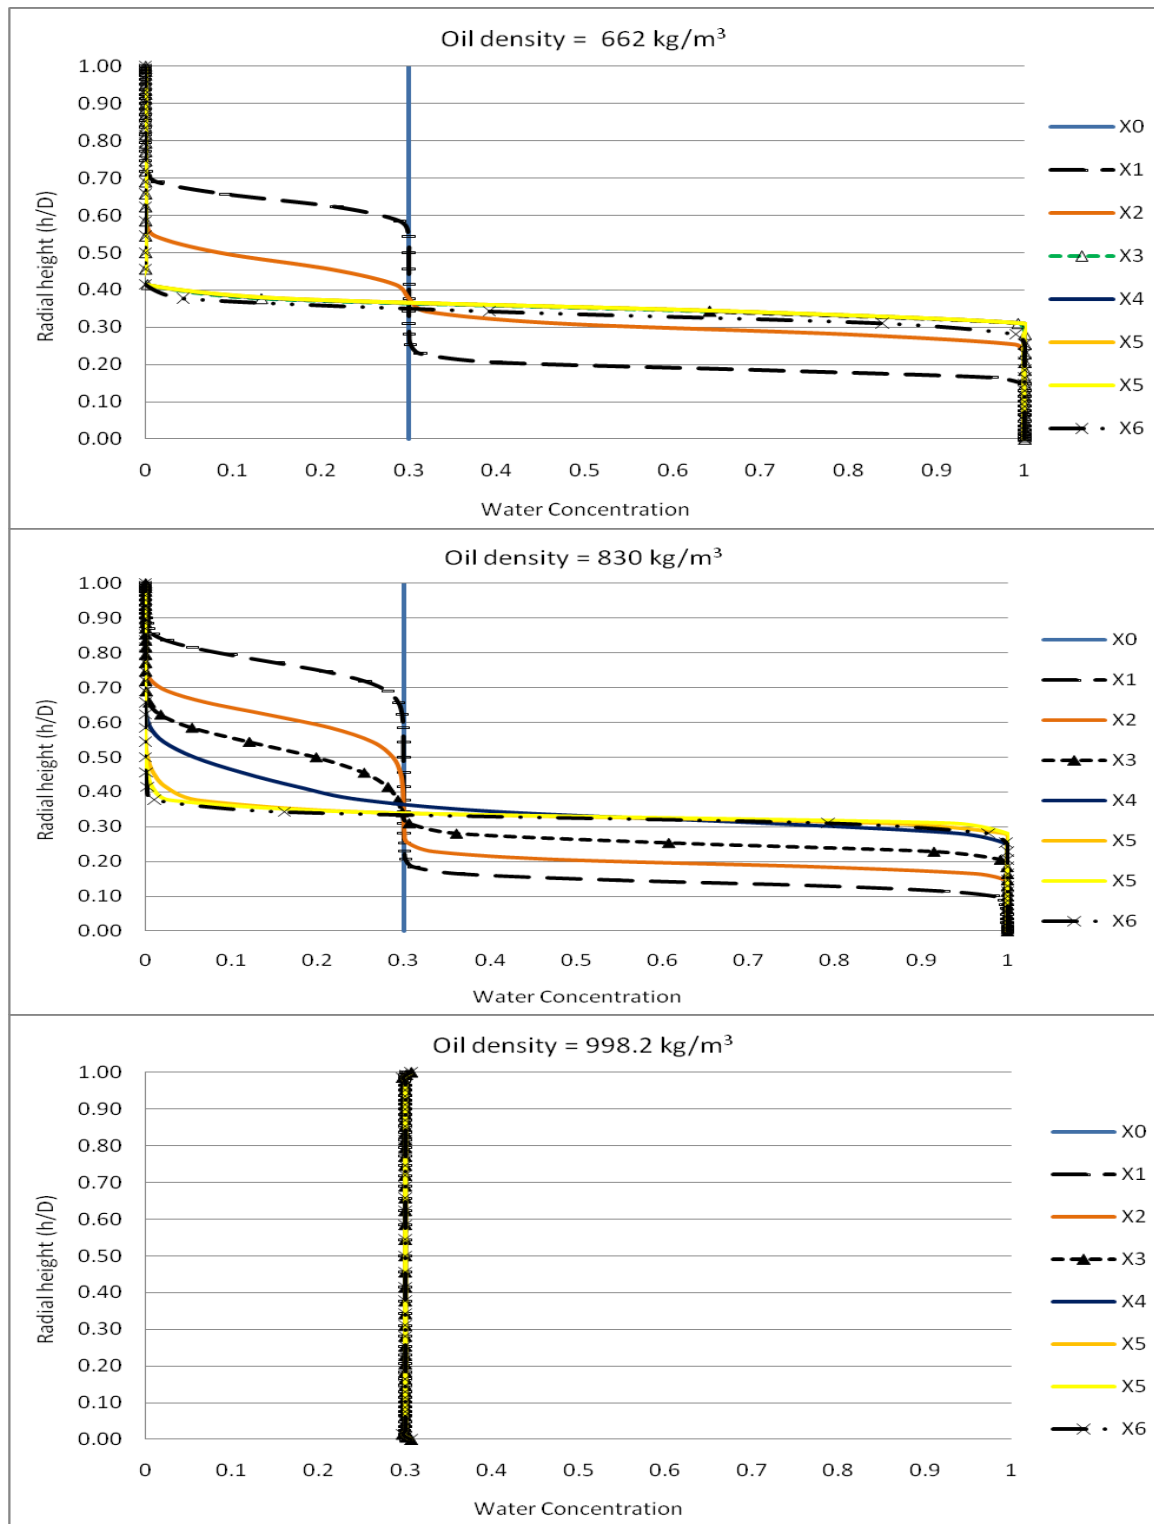 Oil density = 662 kg/m³
Radial height (h/D)
1.00
0.90
0.80
0.70
0.60
0.50
0.40
0.30
0.20
0.10
0.00
0 0.1 0.2 0.3 0.4 0.5 0.6 0.7 0.8 0.9 1
Water Concentration
X0
X1
X2
X3
X4
X5
X5
X6
Oil density = 830 kg/m³
Radial height (h/D)
1.00
0.90
0.80
0.70
0.60
0.50
0.40
0.30
0.20
0.10
0.00
0 0.1 0.2 0.3 0.4 0.5 0.6 0.7 0.8 0.9 1
Water Concentration
X0
X1
X2
X3
X4
X5
X5
X6
Oil density = 998.2 kg/m³
Radial height (h/D)
1.00
0.90
0.80
0.70
0.60
0.50
0.40
0.30
0.20
0.10
0.00
0 0.1 0.2 0.3 0.4 0.5 0.6 0.7 0.8 0.9 1
Water Concentration
X0
X1
X2
X3
X4
X5
X5
X6